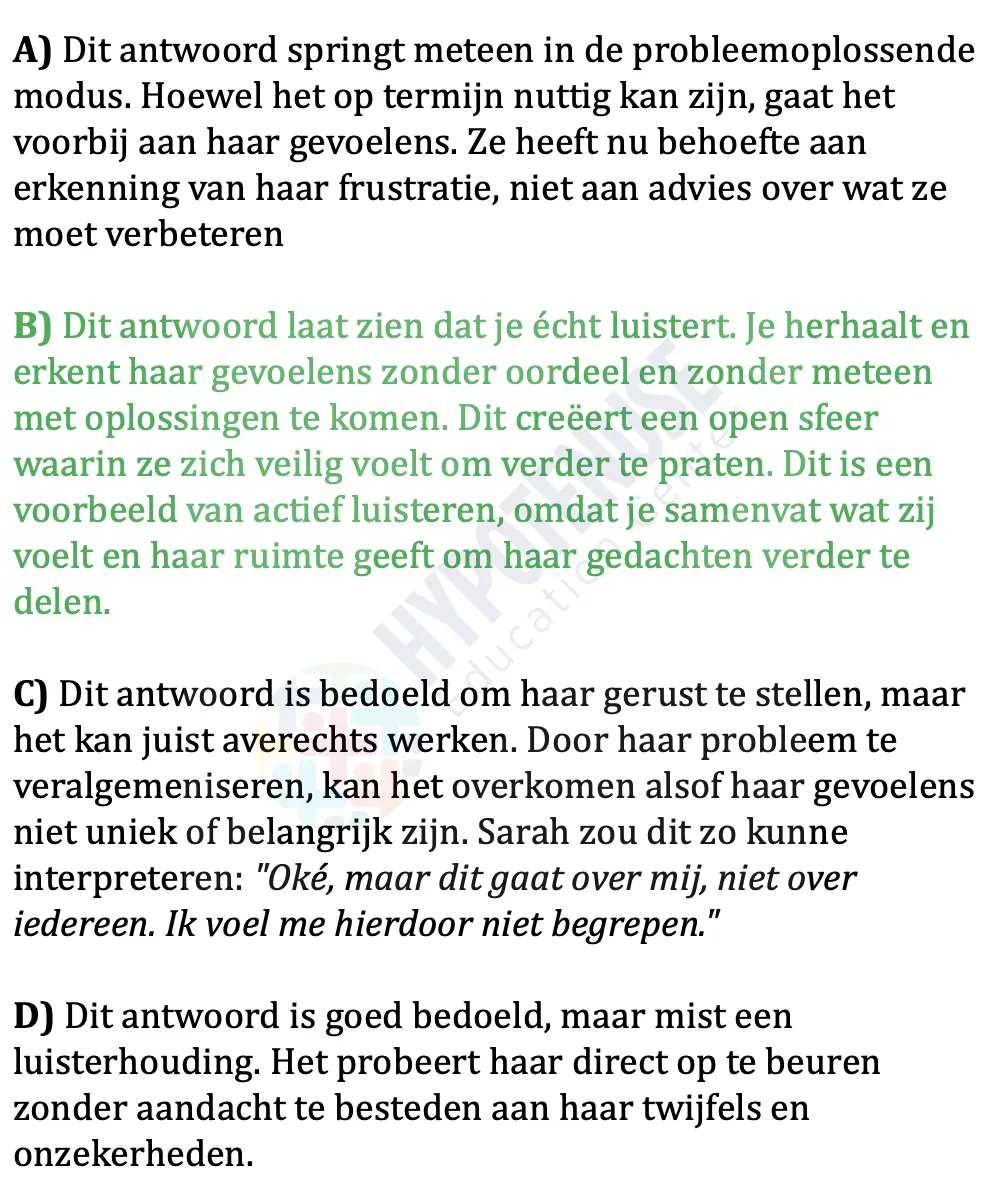 A) Dit antwoord springt meteen in de probleemoplossende
modus. Hoewel het op termijn nuttig kan zijn, gaat het
voorbij aan haar gevoelens. Ze heeft nu behoefte aan
erkenning van haar frustratie, niet aan advies over wat ze
moet verbeteren
B) Dit antwoord laat zien dat je écht luistert. Je herhaalt en
erkent haar gevoelens zonder oordeel en zonder meteen
met oplossingen te komen. Dit creëert een open sfeer
waarin ze zich veilig voelt om verder te praten. Dit is een
voorbeeld van actief luisteren, omdat je samenvat wat zij
voelt en haar ruimte geeft om haar gedachten verder te
delen.
HYPOTENUSE
Education Center
C) Dit antwoord is bedoeld om haar gerust te stellen, maar
het kan juist averechts werken. Door haar probleem te
veralgemeniseren, kan het overkomen alsof haar gevoelens
niet uniek of belangrijk zijn. Sarah zou dit zo kunne
interpreteren: "Oké, maar dit gaat over mij, niet over
iedereen. Ik voel me hierdoor niet begrepen."
D) Dit antwoord is goed bedoeld, maar mist een
luisterhouding. Het probeert haar direct op te beuren
zonder aandacht te besteden aan haar twijfels en
onzekerheden.